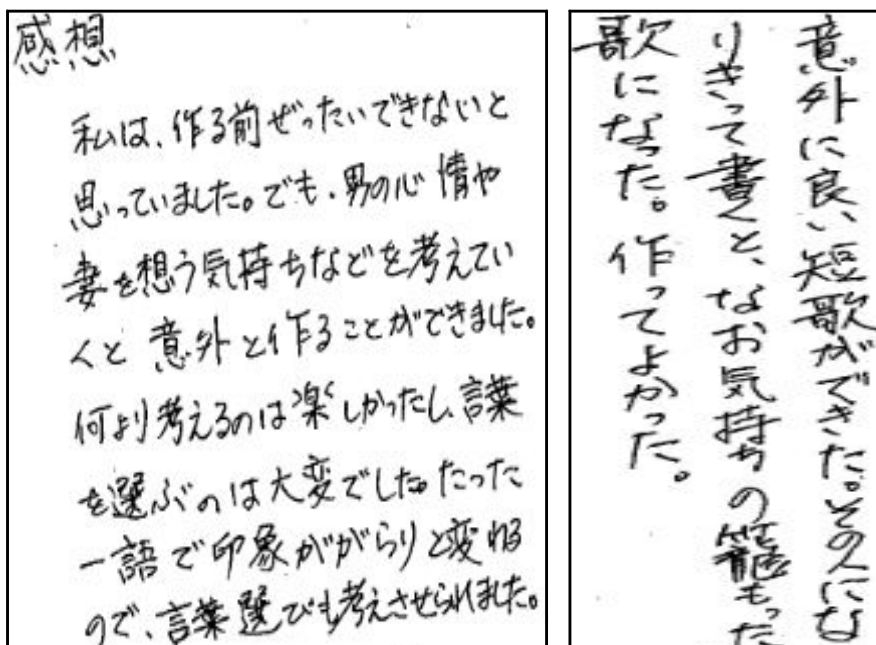 感想
私は、作る前ぜったいできないと
思っていました。でも、男の心情や
妻を想う気持ちなどを考えてい
くと意外と作ることができました。
何より考えるのは楽しかったし、言葉
を選ぶのは大変でした。たった
一語で印象ががらりと変わる
ので、言葉選びも考えさせられました。
意外に良い短歌ができた。その人にな
りきって書くと、なお気持ちの籠もった
歌になった。作ってよかった。